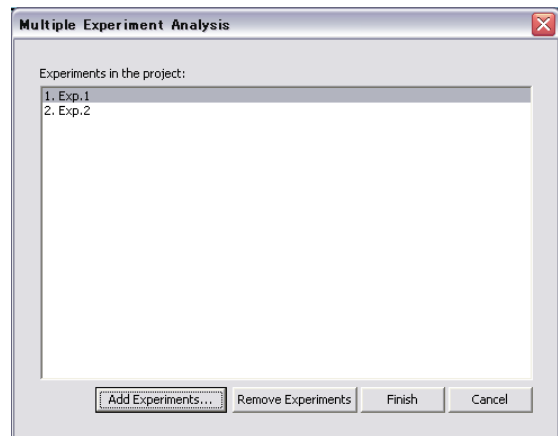 Multiple Experiment Analysis
Experiments in the project:
1. Exp.1
2. Exp.2
Add Experiments... Remove Experiments Finish Cancel